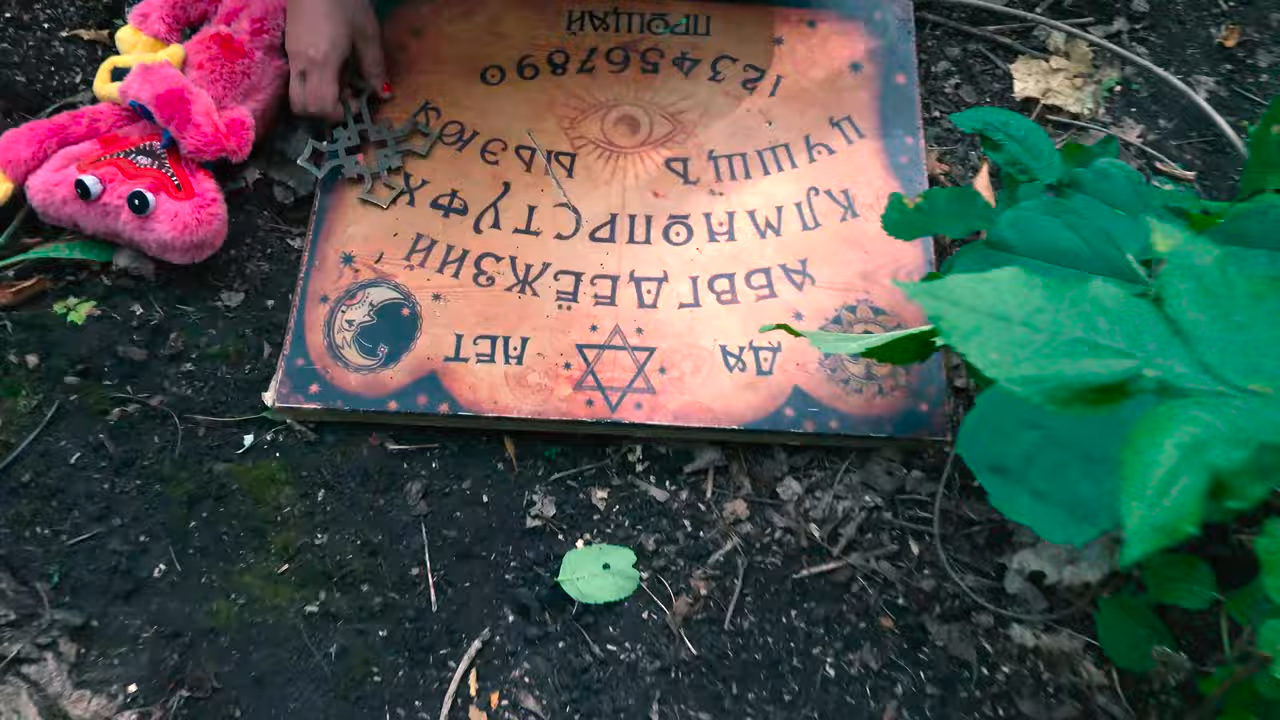 ДА НЕТ
АБВГДЕЁЖЗИЙ
КЛМНОПРСТУФХ
ЦЧШЩЪ ЫЬЭЮЯ
1234567890
ПРОЩАЙ